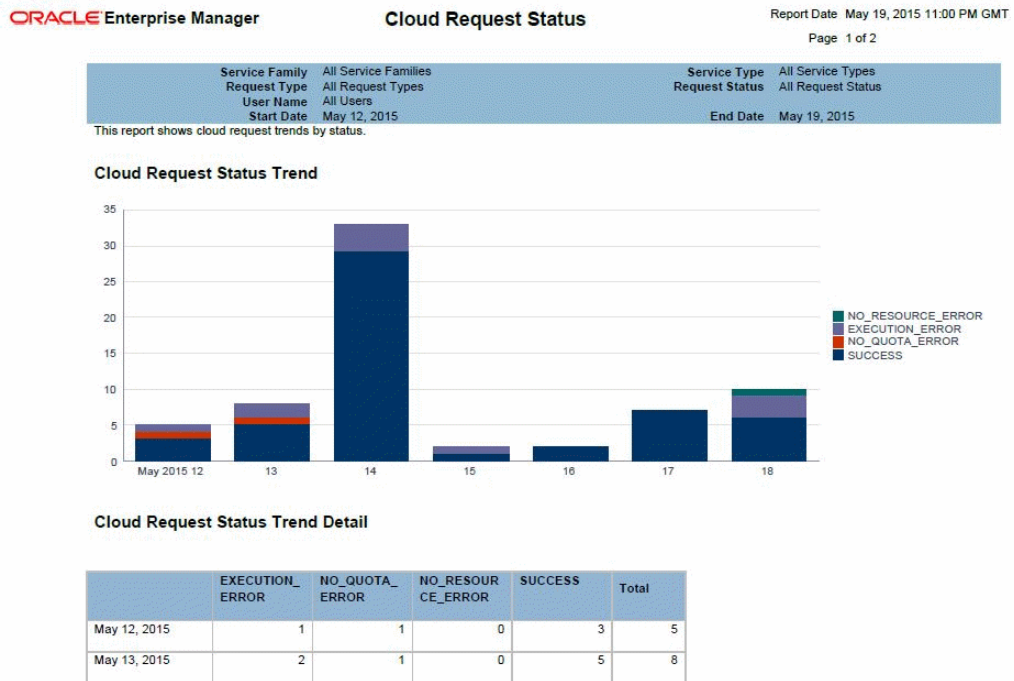 ORACLE Enterprise Manager
Cloud Request Status
Report Date May 19, 2015 11:00 PM GMT
Page 1 of 2
Service Family All Service Families
Service Type All Service Types
Request Type All Request Types
Request Status All Request Status
User Name All Users
Start Date May 12, 2015
End Date May 19, 2015
This report shows cloud request trends by status.
Cloud Request Status Trend
35
30
25
20
15
10
5
0
May 2015 12 13 14 15 16 17 18
NO_RESOURCE_ERROR
EXECUTION_ERROR
NO_QUOTA_ERROR
SUCCESS
Cloud Request Status Trend Detail
EXECUTION_ NO_QUOTA_ NO_RESOUR SUCCESS Total
ERROR ERROR CE_ERROR
May 12, 2015 1 1 0 3 5
May 13, 2015 2 1 0 5 8